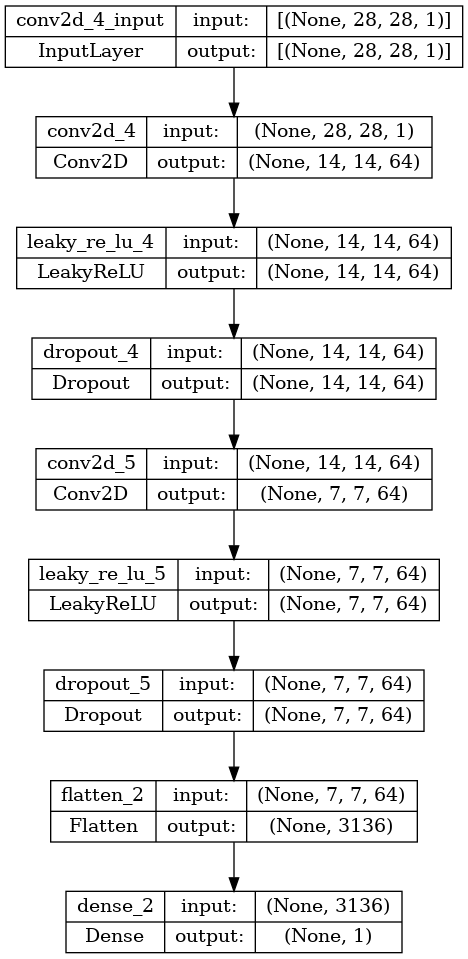 conv2d_4_input input: [(None, 28, 28, 1)]
InputLayer output: [(None, 28, 28, 1)]
conv2d_4 input: (None, 28, 28, 1)
Conv2D output: (None, 14, 14, 64)
leaky_re_lu_4 input: (None, 14, 14, 64)
LeakyReLU output: (None, 14, 14, 64)
dropout_4 input: (None, 14, 14, 64)
Dropout output: (None, 14, 14, 64)
conv2d_5 input: (None, 14, 14, 64)
Conv2D output: (None, 7, 7, 64)
leaky_re_lu_5 input: (None, 7, 7, 64)
LeakyReLU output: (None, 7, 7, 64)
dropout_5 input: (None, 7, 7, 64)
Dropout output: (None, 7, 7, 64)
flatten_2 input: (None, 7, 7, 64)
Flatten output: (None, 3136)
dense_2 input: (None, 3136)
Dense output: (None, 1)